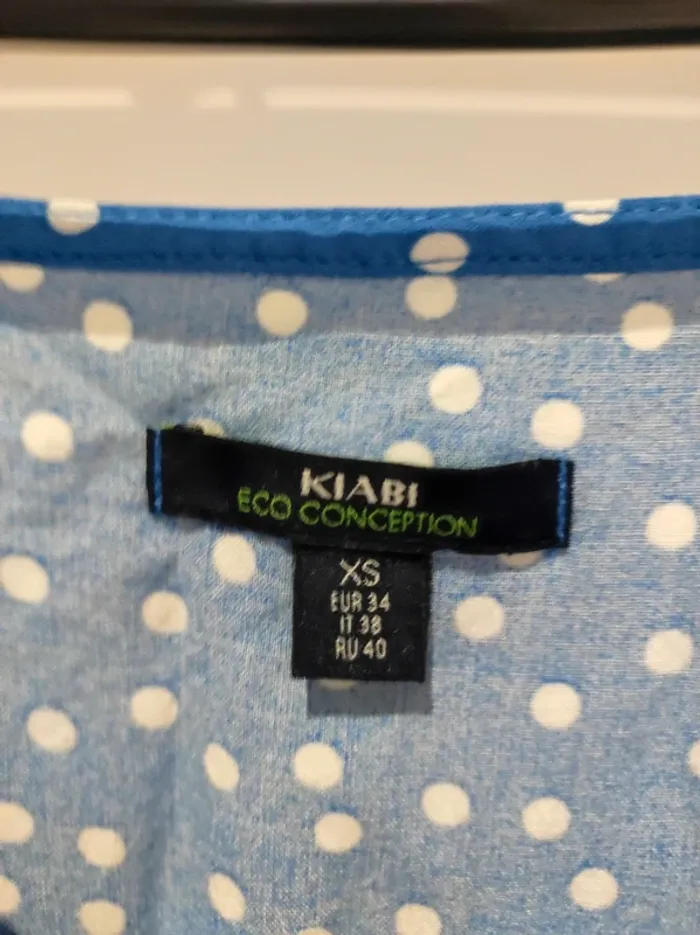 KIABI
ECO CONCEPTION
XS
EUR 34
IT 38
RU 40